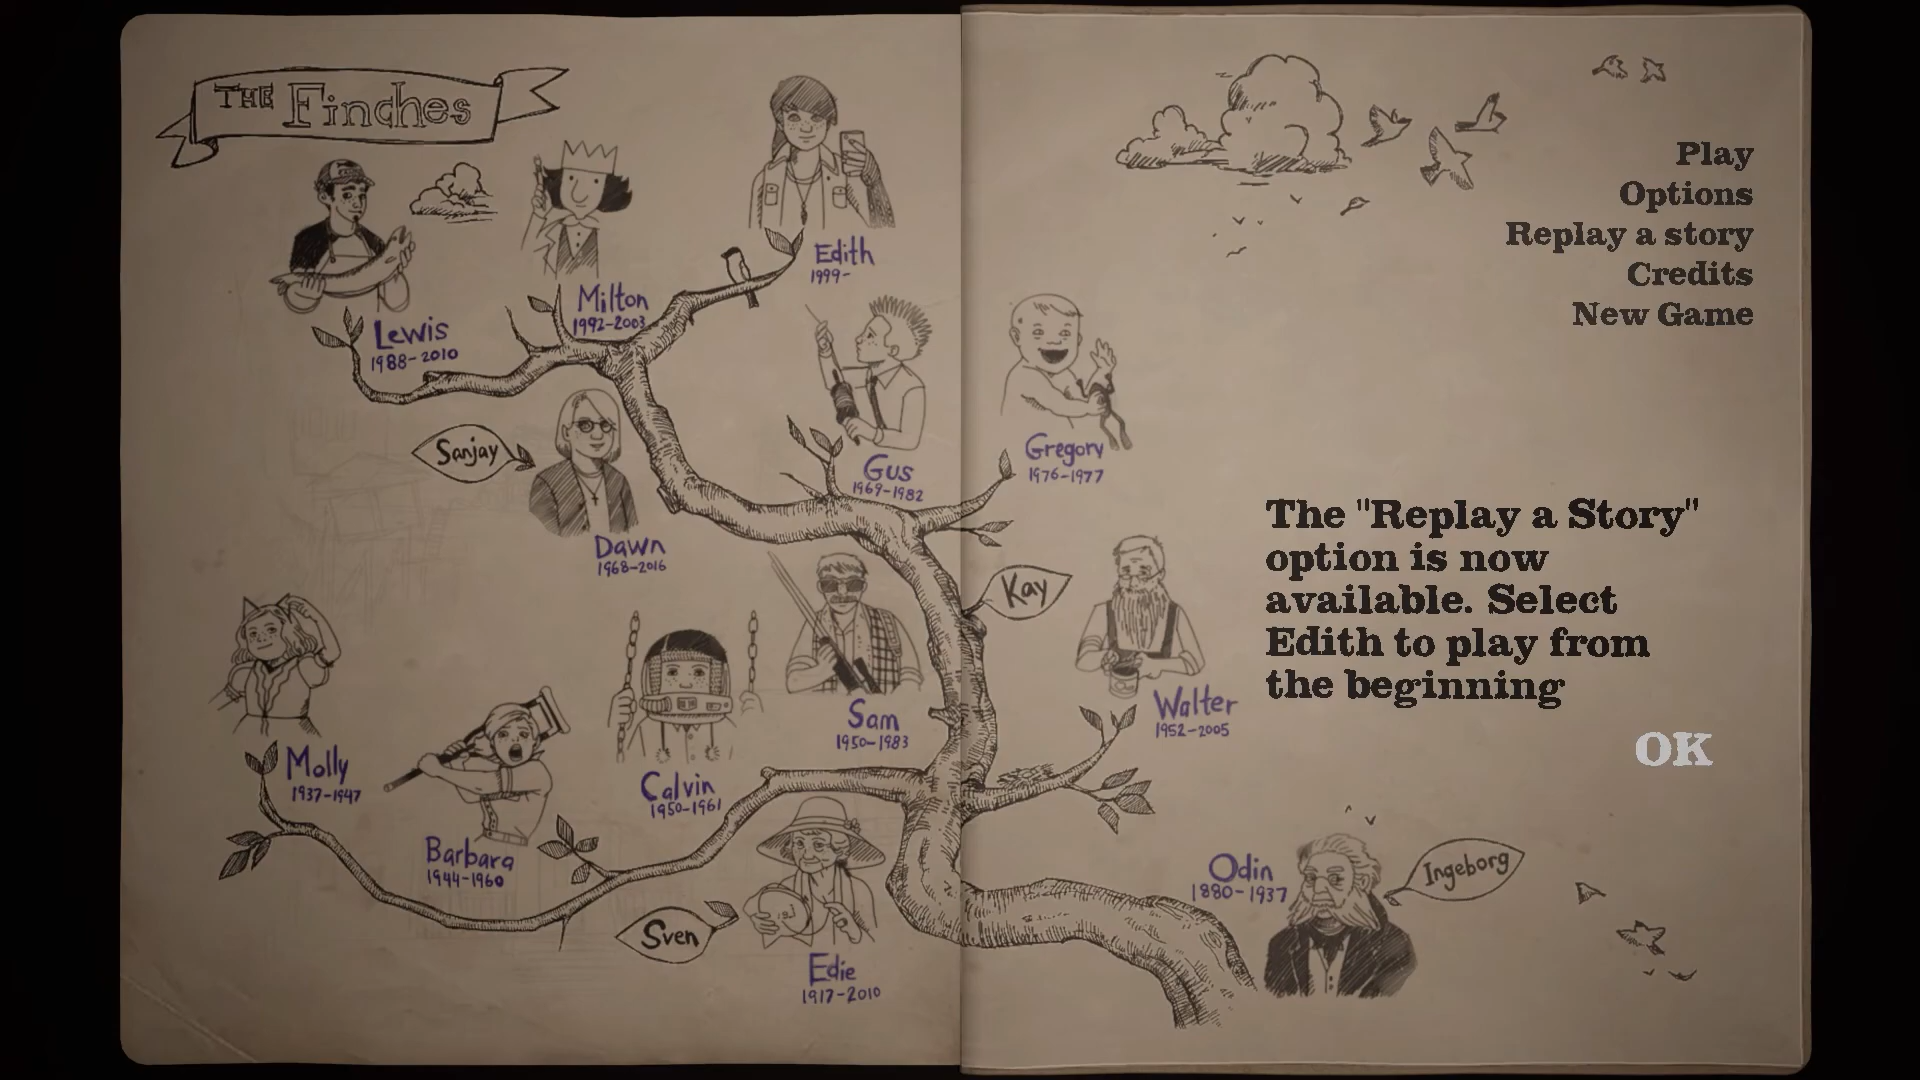 THE Finches
Edith
1999-
Milton
1992-2003
Lewis
1988-2010
Sanjay
Dawn
1968-2016
Gus
1969-1982
Gregory
1976-1977
Kay
Sam
1950-1983
Walter
1952-2005
Molly
1937-1947
Barbara
1944-1960
Calvin
1950-1961
Sven
Edie
1917-2010
Odin
1880-1937
Ingeborg
Play
Options
Replay a story
Credits
New Game
The "Replay a Story"
option is now
available. Select
Edith to play from
the beginning
OK